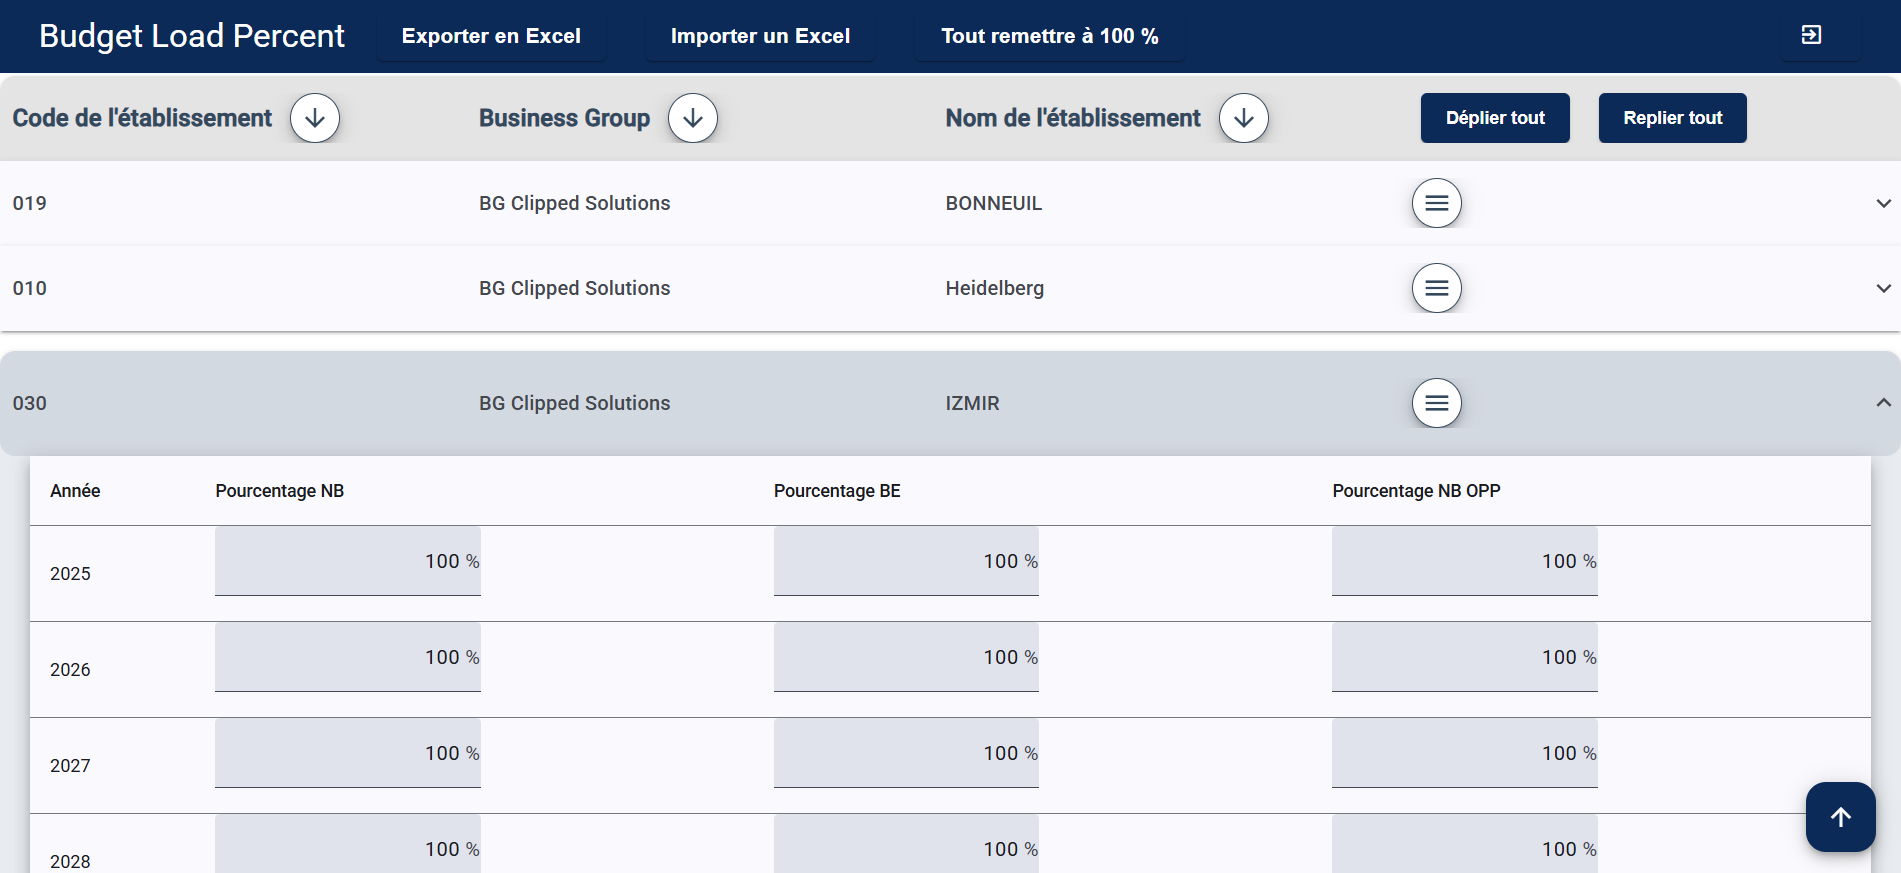 Budget Load Percent Exporter en Excel Importer un Excel Tout remettre à 100 %
Code de l'établissement Business Group Nom de l'établissement Déplier tout Replier tout
019 BG Clipped Solutions BONNEUIL
010 BG Clipped Solutions Heidelberg
030 BG Clipped Solutions IZMIR
Année Pourcentage NB Pourcentage BE Pourcentage NB OPP
2025 100 % 100 % 100 %
2026 100 % 100 % 100 %
2027 100 % 100 % 100 %
2028 100 % 100 % 100 %